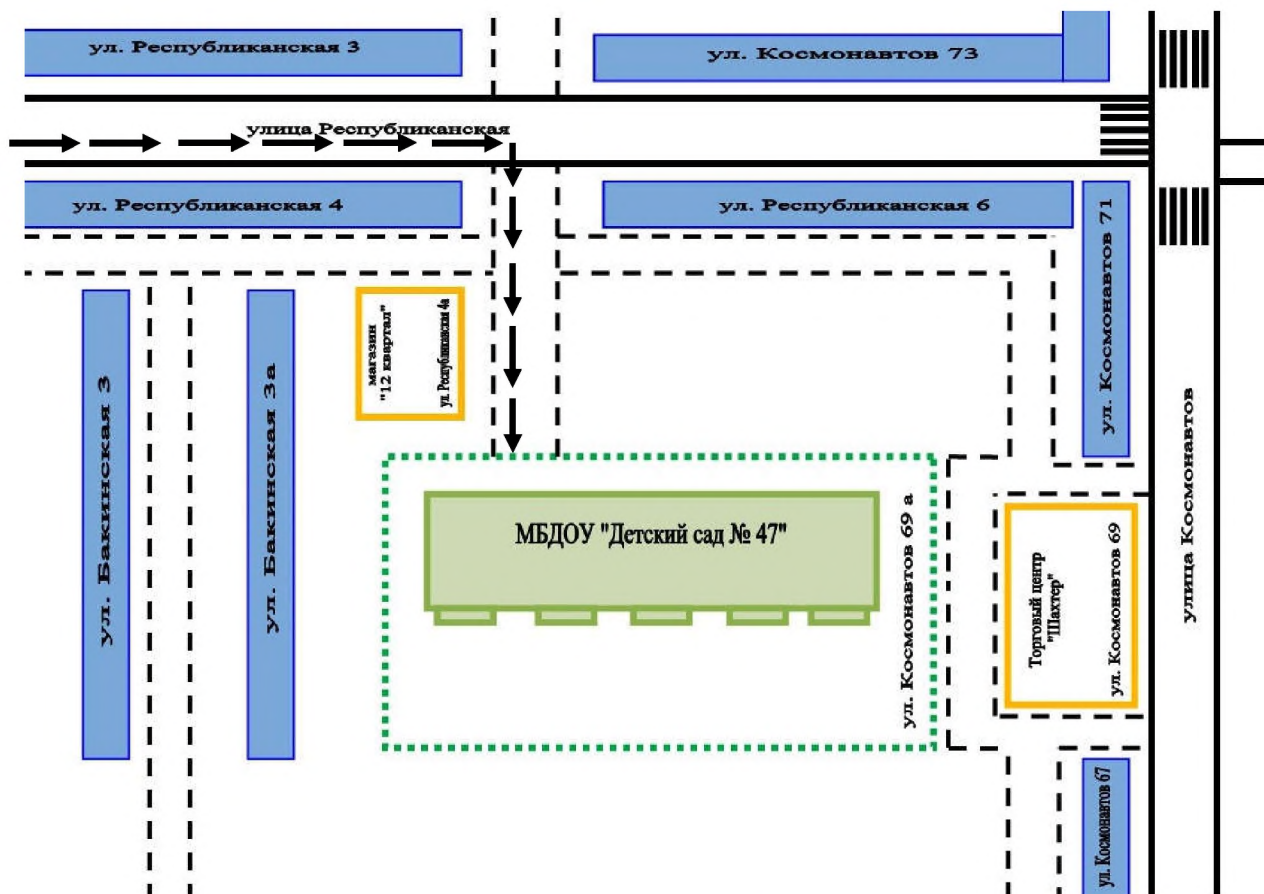 ул. Республиканская 3
ул. Космонавтов 73
улица Республиканская
ул. Республиканская 4
ул. Республиканская 6
ул. Космонавтов 71
магазин
"12 квартал"
ул. Республиканская 4а
ул. Бакинская 3
ул. Бакинская 3а
МБДОУ "Детский сад № 47"
ул. Космонавтов 69 а
Торговый центр
"Шахтер"
ул. Космонавтов 69
улица Космонавтов
ул. Космонавтов 67